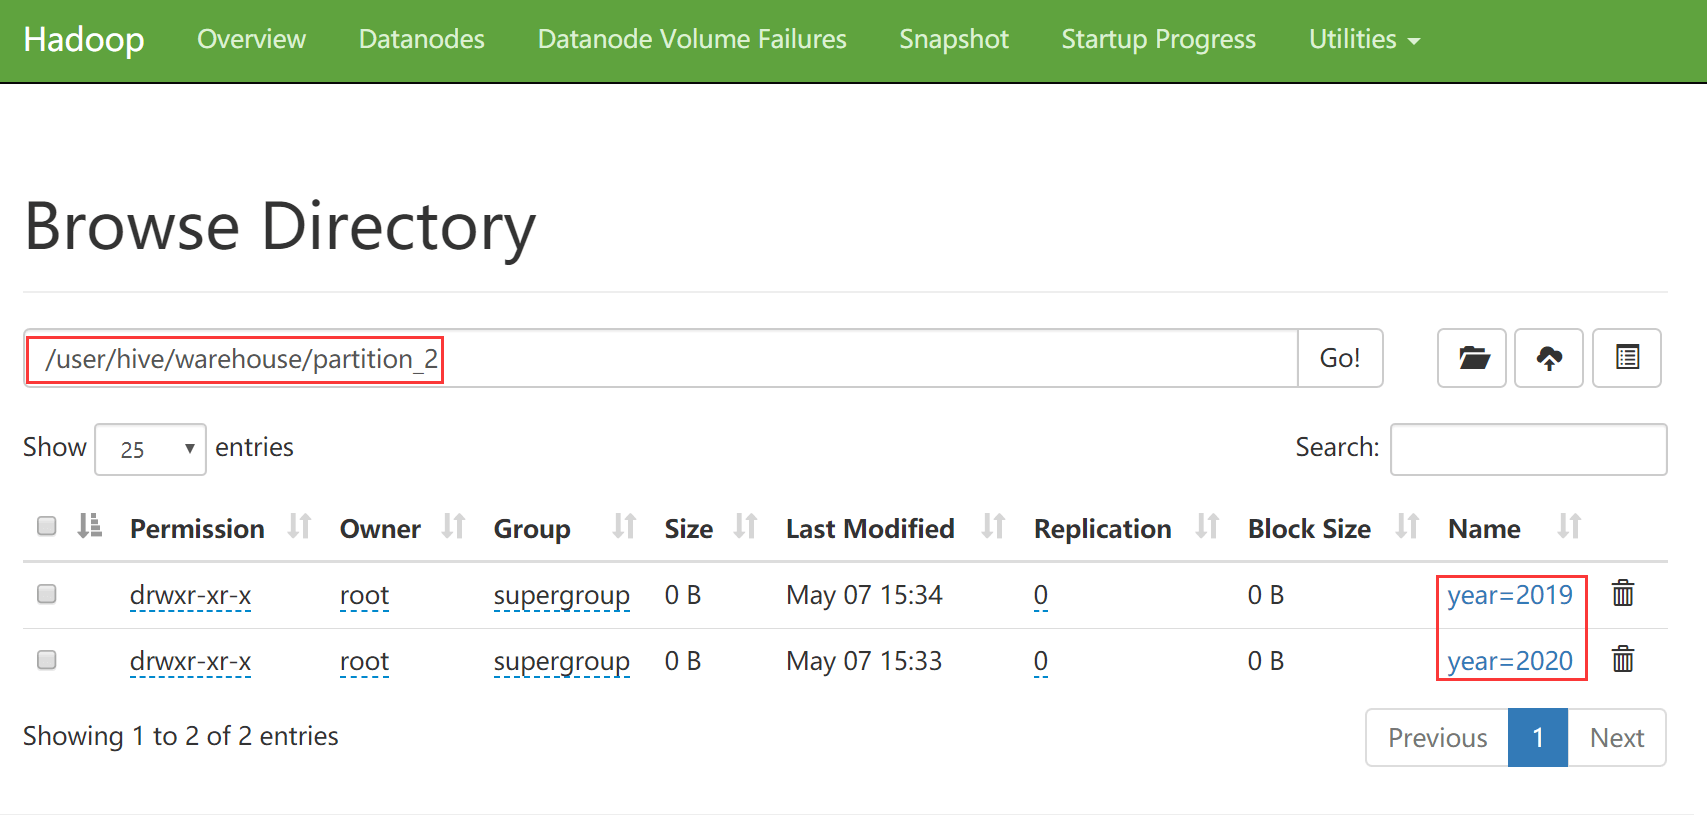 Hadoop Overview Datanodes Datanode Volume Failures Snapshot Startup Progress Utilities
Browse Directory
/user/hive/warehouse/partition_2 Go!
Show 25 entries Search:
Permission Owner Group Size Last Modified Replication Block Size Name
drwxr-xr-x root supergroup 0 B May 07 15:34 0 0 B year=2019
drwxr-xr-x root supergroup 0 B May 07 15:33 0 0 B year=2020
Showing 1 to 2 of 2 entries Previous 1 Next